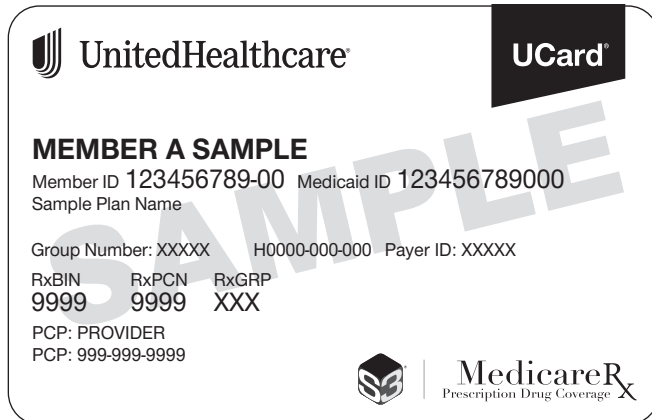 UnitedHealthcare®
UCard®
MEMBER A SAMPLE
Member ID 123456789-00 Medicaid ID 123456789000
Sample Plan Name
SAMPLE
Group Number: XXXXX H0000-000-000 Payer ID: XXXXX
RxBIN RxPCN RxGRP
9999 9999 XXX
PCP: PROVIDER
PCP: 999-999-9999
S3
MedicareRx
Prescription Drug Coverage